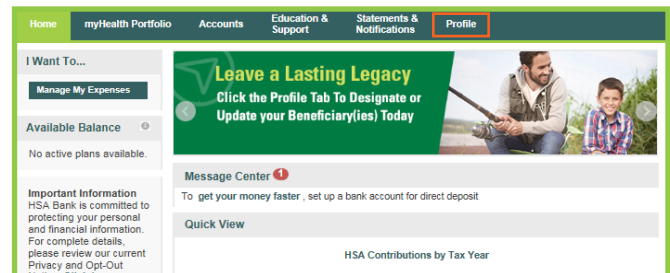 Home myHealth Portfolio Accounts Education & Support Statements & Notifications Profile
I Want To...
Manage My Expenses
Available Balance
No active plans available.
Important Information
HSA Bank is committed to
protecting your personal
and financial information.
For complete details,
please review our current
Privacy and Opt-Out
Leave a Lasting Legacy
Click the Profile Tab To Designate or
Update your Beneficiary(ies) Today
Message Center 1
To get your money faster , set up a bank account for direct deposit
Quick View
HSA Contributions by Tax Year